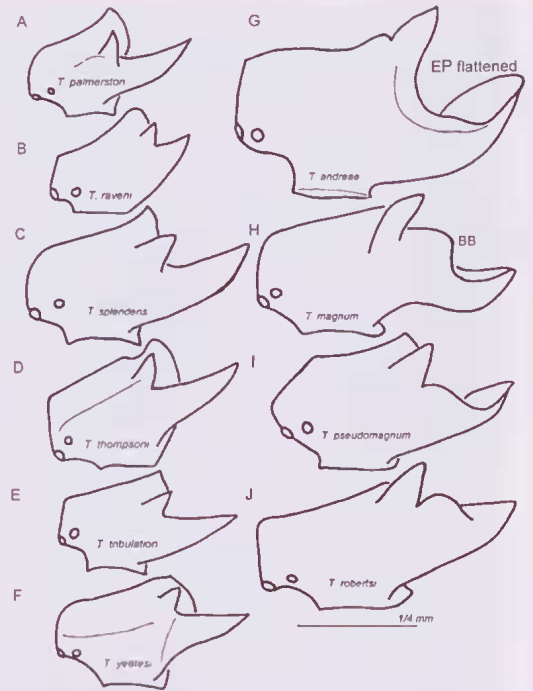 A
T. palmerston
B
T. raveni
C
T. splendens
D
T. thompsoni
E
T. tribulation
F
T. yeatesi
G
EP flattened
T. andreae
H
BB
T. magnum
I
T. pseudomagnum
J
T. robertsi
1/4 mm